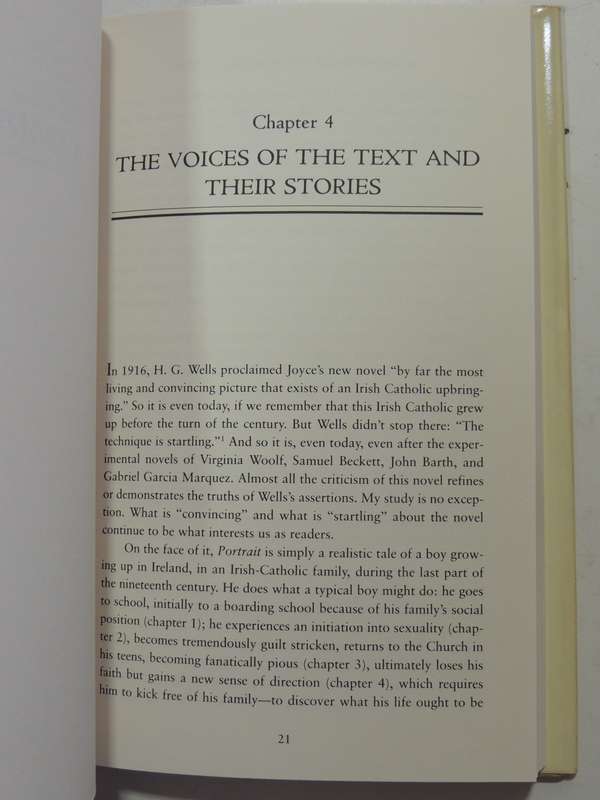 Chapter 4
THE VOICES OF THE TEXT AND
THEIR STORIES
In 1916, H. G. Wells proclaimed Joyce's new novel “by far the most
living and convincing picture that exists of an Irish Catholic upbring-
ing.” So it is even today, if we remember that this Irish Catholic grew
up before the turn of the century. But Wells didn't stop there: “The
technique is startling.”¹ And so it is, even today, even after the exper-
imental novels of Virginia Woolf, Samuel Beckett, John Barth, and
Gabriel Garcia Marquez. Almost all the criticism of this novel refines
or demonstrates the truths of Wells's assertions. My study is no excep-
tion. What is “convincing” and what is “startling” about the novel
continue to be what interests us as readers.
On the face of it, Portrait is simply a realistic tale of a boy grow-
ing up in Ireland, in an Irish-Catholic family, during the last part of
the nineteenth century. He does what a typical boy might do: he goes
to school, initially to a boarding school because of his family's social
position (chapter 1); he experiences an initiation into sexuality (chap-
ter 2), becomes tremendously guilt stricken, returns to the Church in
his teens, becoming fanatically pious (chapter 3), ultimately loses his
faith but gains a new sense of direction (chapter 4), which requires
him to kick free of his family—to discover what his life ought to be
21